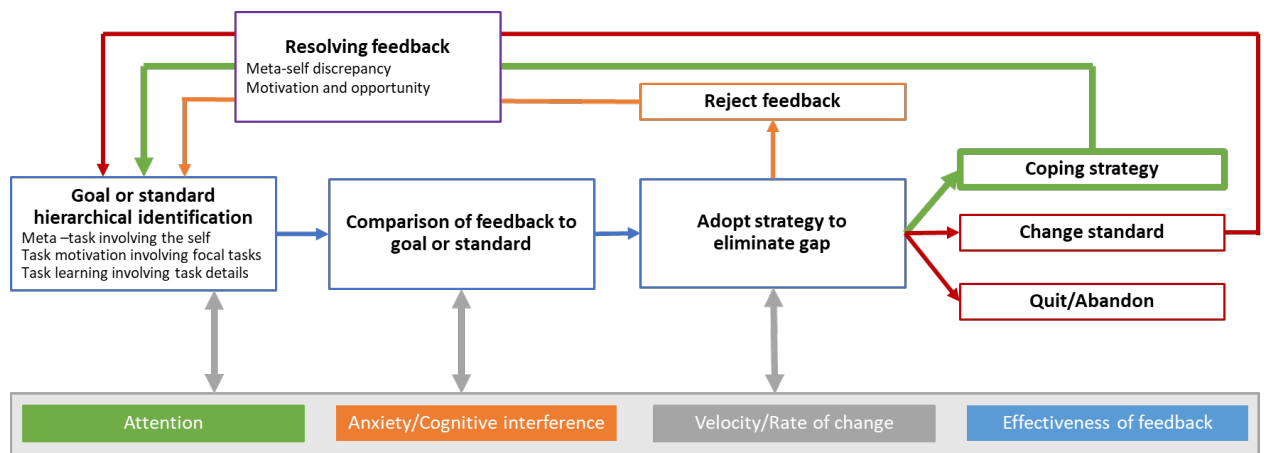 Resolving feedback
Meta-self discrepancy
Motivation and opportunity
Reject feedback
Goal or standard
hierarchical identification
Meta –task involving the self
Task motivation involving focal tasks
Task learning involving task details
Comparison of feedback to
goal or standard
Adopt strategy to
eliminate gap
Coping strategy
Change standard
Quit/Abandon
Attention
Anxiety/Cognitive interference
Velocity/Rate of change
Effectiveness of feedback